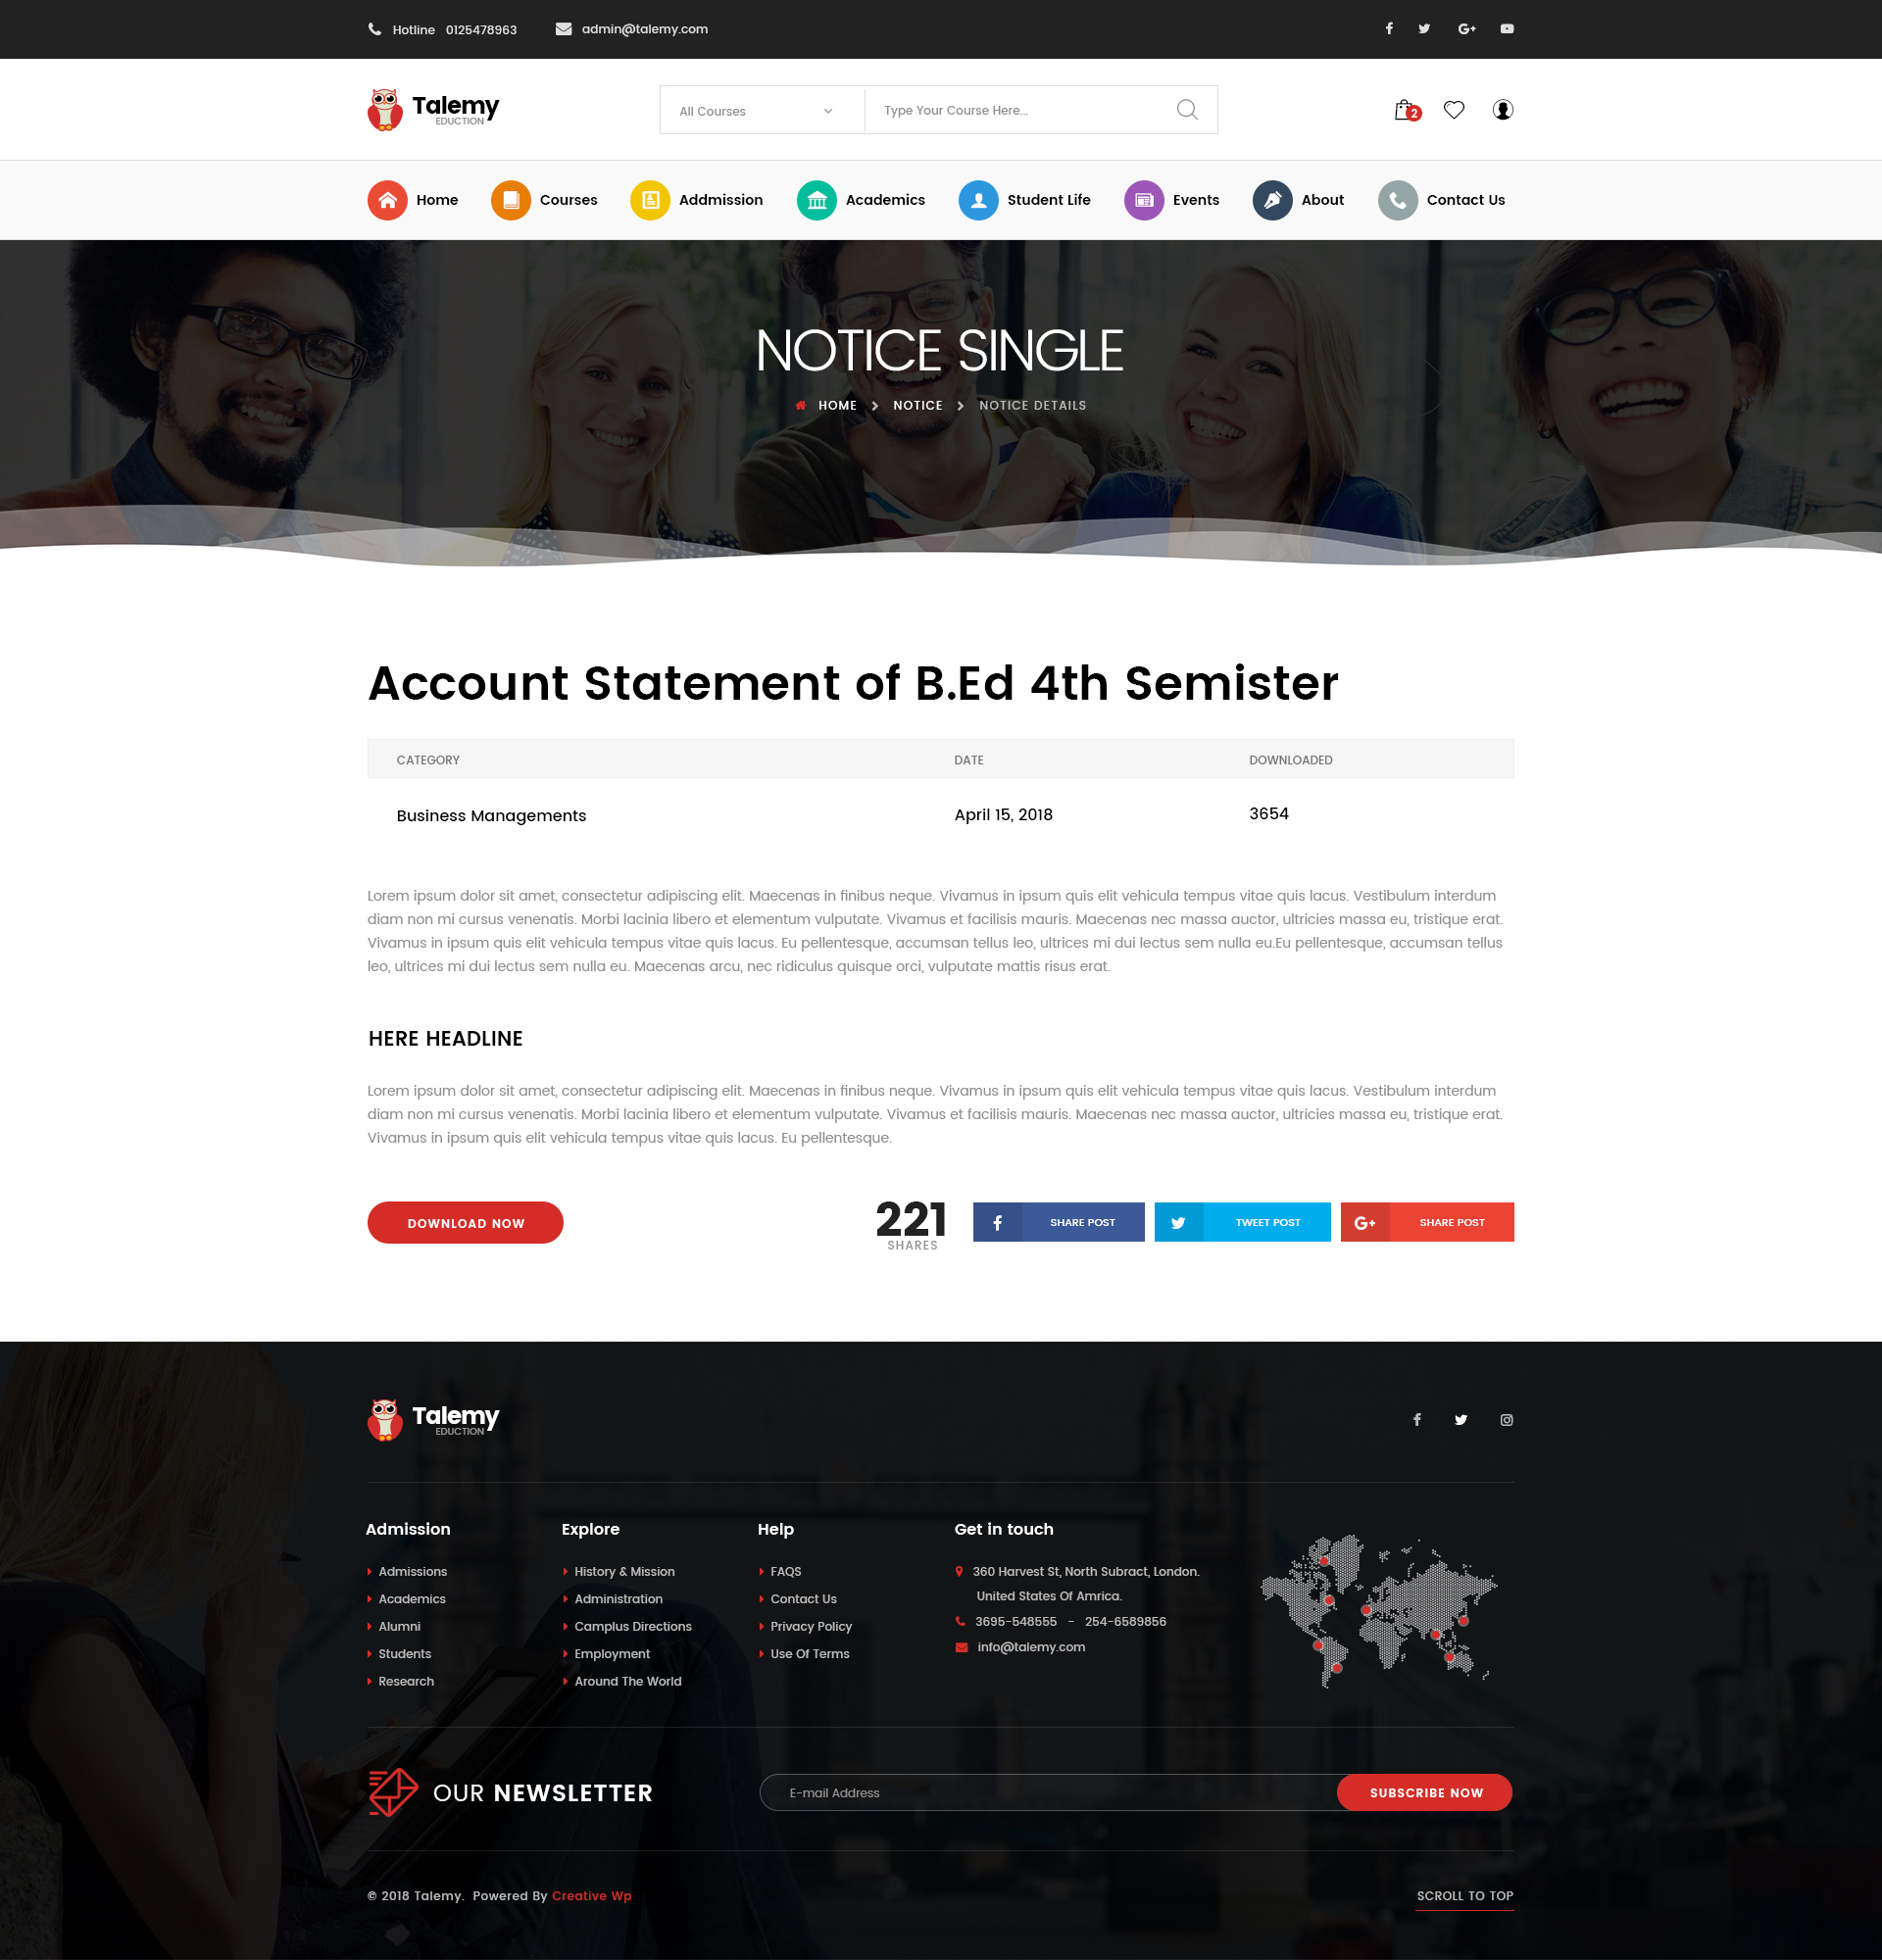 Hotline 0125478963 admin@talemy.com
Talemy
EDUCTION
All Courses Type Your Course Here... 2
Home Courses Addmission Academics Student Life Events About Contact Us
NOTICE SINGLE
HOME NOTICE NOTICE DETAILS
Account Statement of B.Ed 4th Semister
CATEGORY DATE DOWNLOADED
Business Managements April 15, 2018 3654
Lorem ipsum dolor sit amet, consectetur adipiscing elit. Maecenas in finibus neque. Vivamus in ipsum quis elit vehicula tempus vitae quis lacus. Vestibulum interdum
diam non mi cursus venenatis. Morbi lacinia libero et elementum vulputate. Vivamus et facilisis mauris. Maecenas nec massa auctor, ultricies massa eu, tristique erat.
Vivamus in ipsum quis elit vehicula tempus vitae quis lacus. Eu pellentesque, accumsan tellus leo, ultrices mi dui lectus sem nulla eu.Eu pellentesque, accumsan tellus
leo, ultrices mi dui lectus sem nulla eu. Maecenas arcu, nec ridiculus quisque orci, vulputate mattis risus erat.
HERE HEADLINE
Lorem ipsum dolor sit amet, consectetur adipiscing elit. Maecenas in finibus neque. Vivamus in ipsum quis elit vehicula tempus vitae quis lacus. Vestibulum interdum
diam non mi cursus venenatis. Morbi lacinia libero et elementum vulputate. Vivamus et facilisis mauris. Maecenas nec massa auctor, ultricies massa eu, tristique erat.
Vivamus in ipsum quis elit vehicula tempus vitae quis lacus. Eu pellentesque.
DOWNLOAD NOW
221
SHARES
SHARE POST
TWEET POST
SHARE POST
Talemy
EDUCTION
Admission
Admissions
Academics
Alumni
Students
Research
Explore
History & Mission
Administration
Camplus Directions
Employment
Around The World
Help
FAQS
Contact Us
Privacy Policy
Use Of Terms
Get in touch
360 Harvest St, North Subract, London.
United States Of Amrica.
3695-548555 - 254-6589856
info@talemy.com
OUR NEWSLETTER
E-mail Address
SUBSCRIBE NOW
© 2018 Talemy. Powered By Creative Wp
SCROLL TO TOP